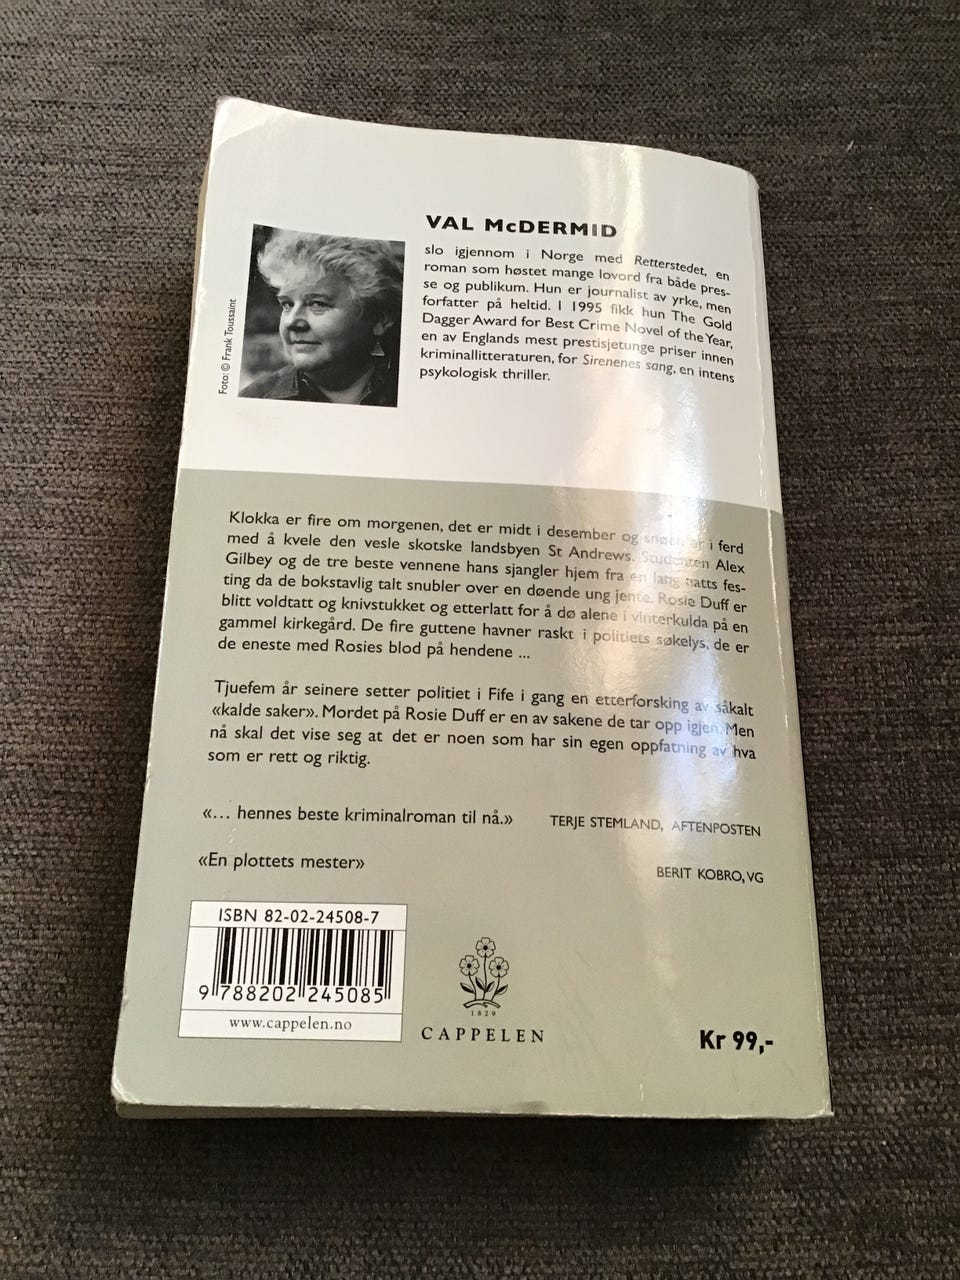 VAL McDERMID
slo igjennom i Norge med Retterstedet, en
roman som høstet mange lovord fra både pres-
se og publikum. Hun er journalist av yrke, men
forfatter på heltid. I 1995 fikk hun The Gold
Dagger Award for Best Crime Novel of the Year,
en av Englands mest prestisjetunge priser innen
kriminallitteraturen, for Sirenenes sang, en intens
psykologisk thriller.
Foto: © Frank Toussaint
Klokka er fire om morgenen, det er midt i desember og snøen er i ferd
med å kvele den vesle skotske landsbyen St Andrews. Studenten Alex
Gilbey og de tre beste vennene hans sjangler hjem fra en lang natts fes-
ting da de bokstavlig talt snubler over en døende ung jente. Rosie Duff er
blitt voldtatt og knivstukket og etterlatt for å dø alene i vinterkulda på en
gammel kirkegård. De fire guttene havner raskt i politiets søkelys, de er
de eneste med Rosies blod på hendene ...
Tjuefem år seinere setter politiet i Fife i gang en etterforsking av såkalt
«kalde saker». Mordet på Rosie Duff er en av sakene de tar opp igjen. Men
nå skal det vise seg at det er noen som har sin egen oppfatning av hva
som er rett og riktig.
«... hennes beste kriminalroman til nå.» TERJE STEMLAND, AFTENPOSTEN
«En plottets mester» BERIT KOBRO, VG
ISBN 82-02-24508-7
9 788202 245085
www.cappelen.no
1829
CAPPELEN
Kr 99,-